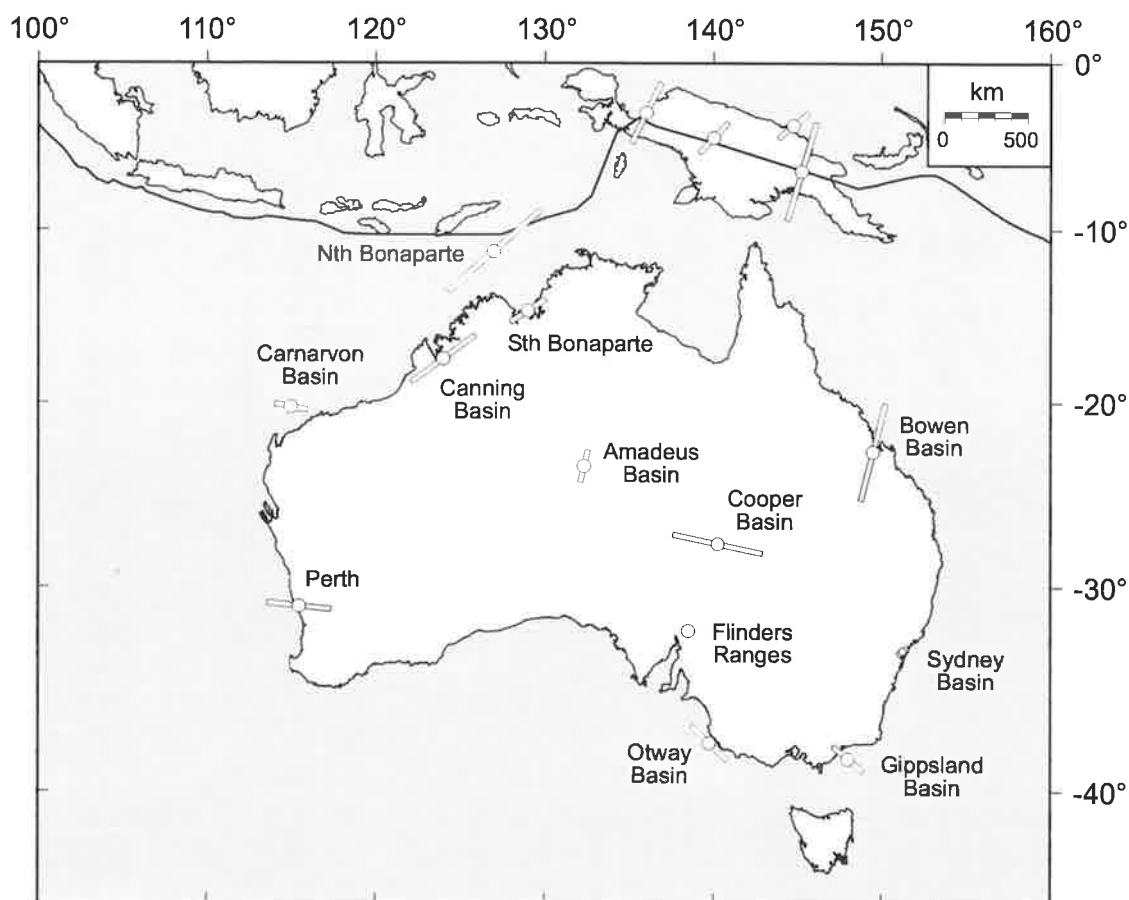 100° 110° 120° 130° 140° 150° 160°
0°
km
0 500
-10°
Nth Bonaparte
Sth Bonaparte
Carnarvon
Basin
Canning
Basin
-20°
Bowen
Basin
Amadeus
Basin
Cooper
Basin
Perth
-30°
Flinders
Ranges
Sydney
Basin
Otway
Basin
Gippsland
Basin
-40°